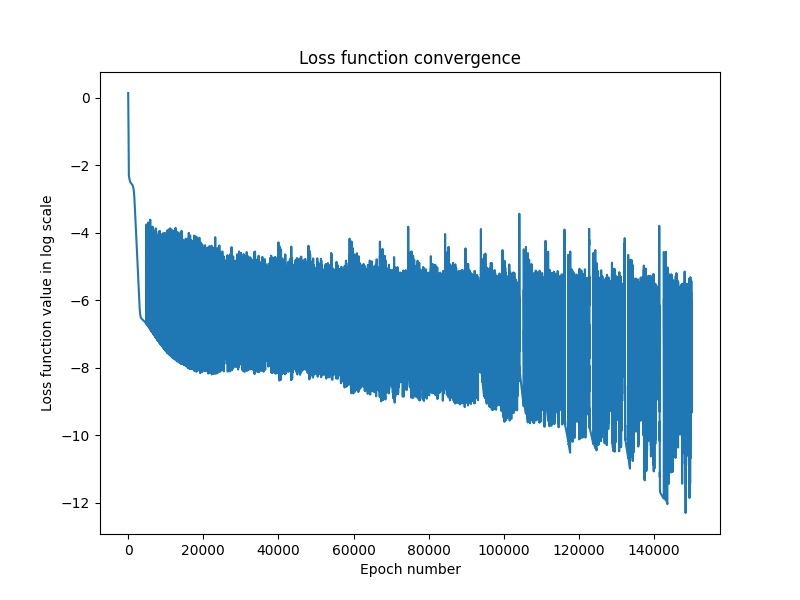 Loss function convergence
Loss function value in log scale
0
−2
−4
−6
−8
−10
−12
0 20000 40000 60000 80000 100000 120000 140000
Epoch number